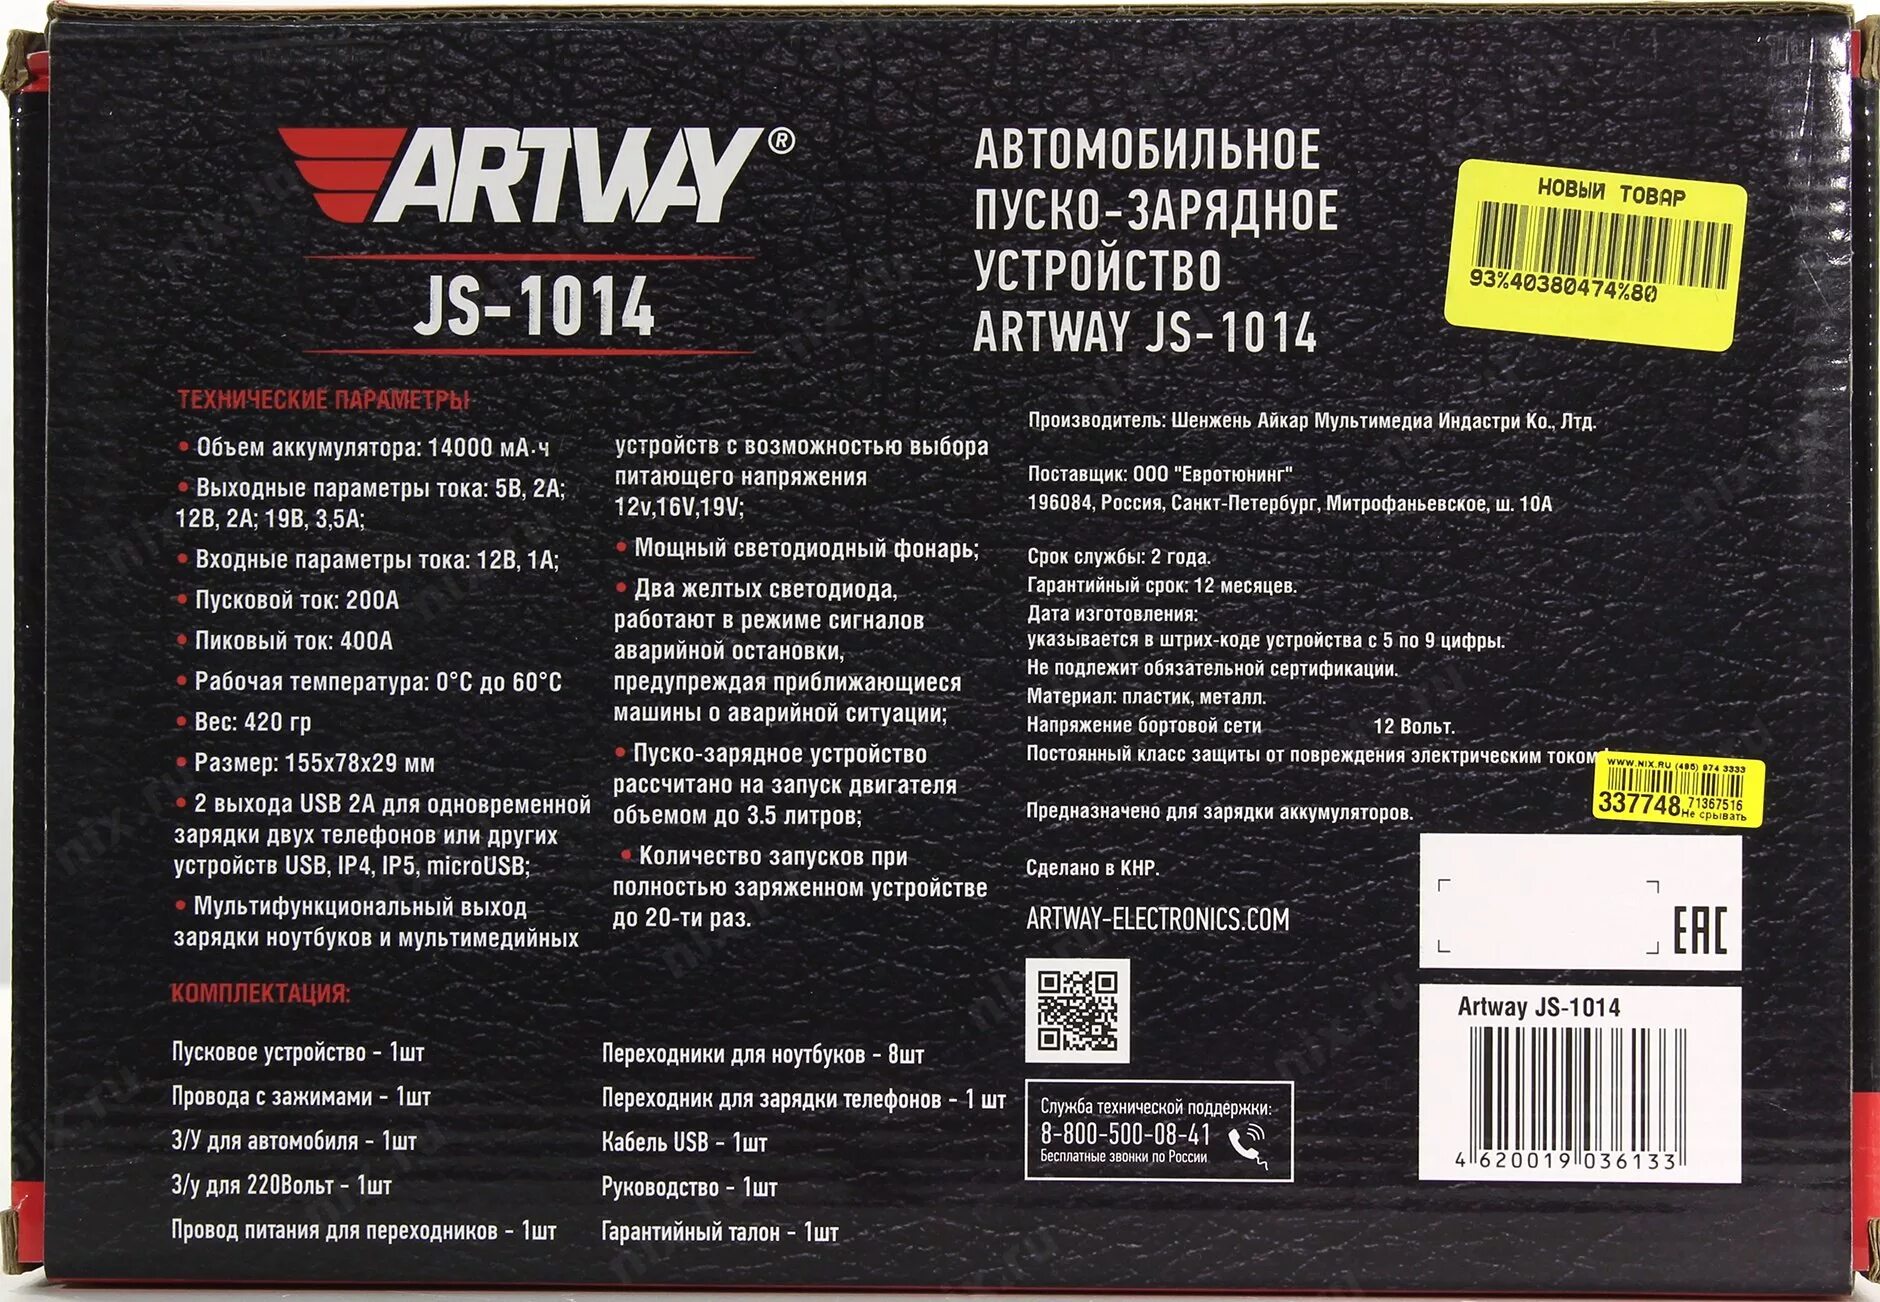 ARTWAY®
JS-1014
АВТОМОБИЛЬНОЕ
ПУСКО-ЗАРЯДНОЕ
УСТРОЙСТВО
ARTWAY JS-1014
НОВЫЙ ТОВАР
93%40380474%80
ТЕХНИЧЕСКИЕ ПАРАМЕТРЫ
• Объем аккумулятора: 14000 мА·ч
• Выходные параметры тока: 5В, 2А;
12В, 2А; 19В, 3,5А;
• Входные параметры тока: 12В, 1А;
• Пусковой ток: 200А
• Пиковый ток: 400А
• Рабочая температура: 0°С до 60°С
• Вес: 420 гр
• Размер: 155x78x29 мм
• 2 выхода USB 2А для одновременной
зарядки двух телефонов или других
устройств USB, IP4, IP5, microUSB;
• Мультифункциональный выход
зарядки ноутбуков и мультимедийных
устройств с возможностью выбора
питающего напряжения
12v,16V,19V;
• Мощный светодиодный фонарь;
• Два желтых светодиода,
работают в режиме сигналов
аварийной остановки,
предупреждая приближающиеся
машины о аварийной ситуации;
• Пуско-зарядное устройство
рассчитано на запуск двигателя
объемом до 3.5 литров;
• Количество запусков при
полностью заряженном устройстве
до 20-ти раз.
Производитель: Шенжень Айкар Мультимедиа Индастри Ко., Лтд.
Поставщик: ООО "Евротюнинг"
196084, Россия, Санкт-Петербург, Митрофаньевское, ш. 10А
Срок службы: 2 года.
Гарантийный срок: 12 месяцев.
Дата изготовления:
указывается в штрих-коде устройства с 5 по 9 цифры.
Не подлежит обязательной сертификации.
Материал: пластик, металл.
Напряжение бортовой сети 12 Вольт.
Постоянный класс защиты от повреждения электрическим током
Предназначено для зарядки аккумуляторов.
Сделано в КНР.
ARTWAY-ELECTRONICS.COM
WWW.NIX.RU (495) 974 3333
337748 71367516
Не срывать
EAC
Artway JS-1014
4 620019 036133
Служба технической поддержки:
8-800-500-08-41
Бесплатные звонки по России
КОМПЛЕКТАЦИЯ:
Пусковое устройство - 1шт
Провода с зажимами - 1шт
З/У для автомобиля - 1шт
З/у для 220Вольт - 1шт
Провод питания для переходников - 1шт
Переходники для ноутбуков - 8шт
Переходник для зарядки телефонов - 1 шт
Кабель USB - 1шт
Руководство - 1шт
Гарантийный талон - 1шт